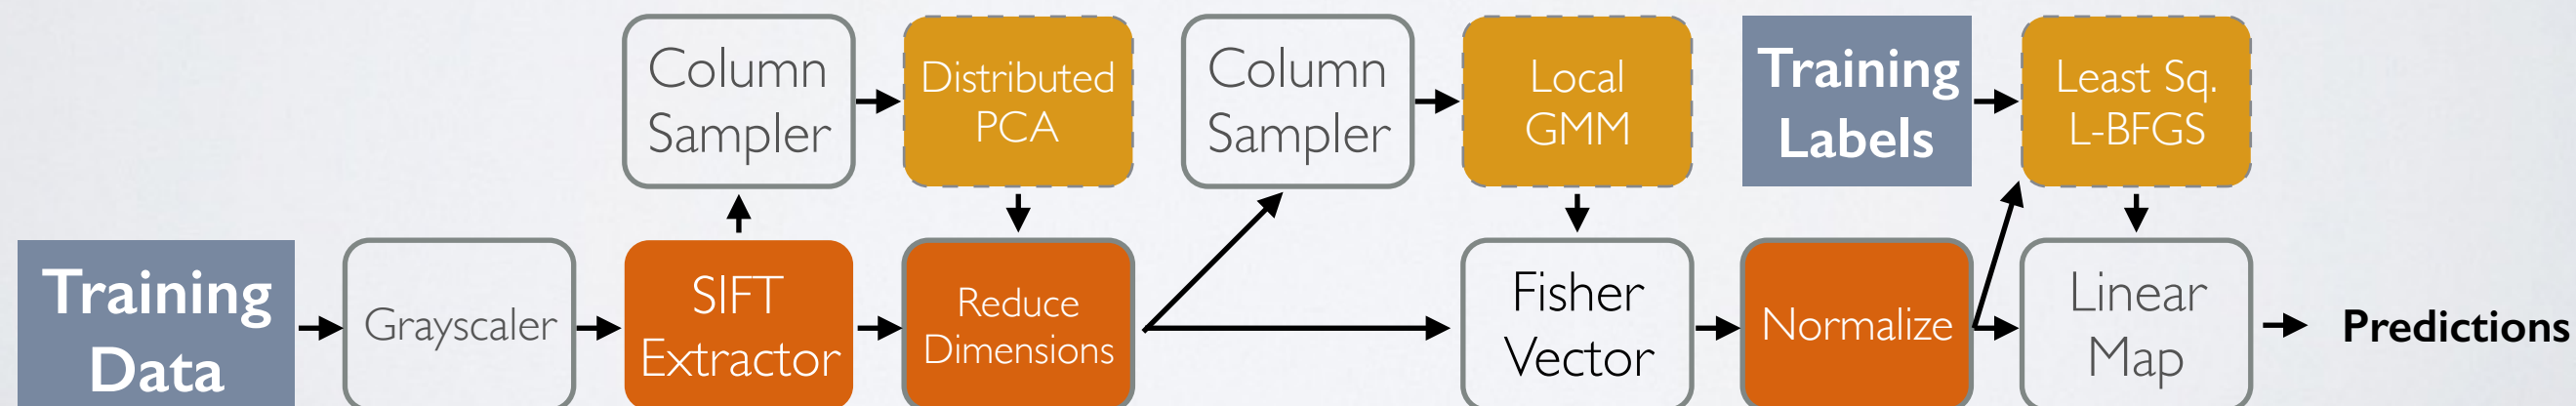 Column
Sampler
Distributed
PCA
Column
Sampler
Local
GMM
Training
Labels
Least Sq.
L-BFGS
Training
Data
Grayscaler
SIFT
Extractor
Reduce
Dimensions
Fisher
Vector
Normalize
Linear
Map
Predictions